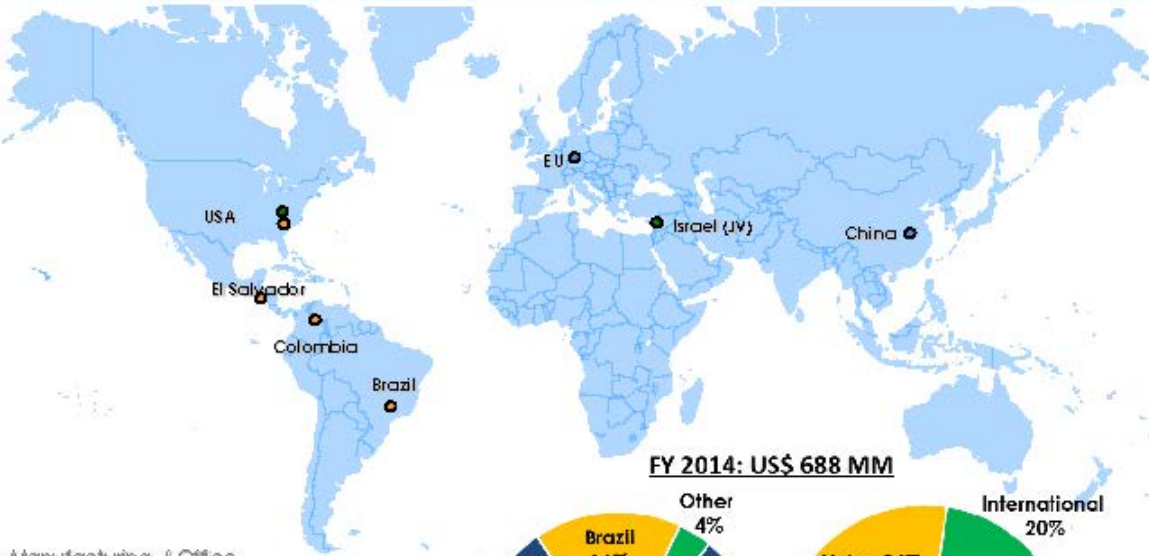 EU
USA
Israel (JV)
China
El Salvador
Colombia
Brazil
FY 2014: US$ 688 MM
Other
4%
International
20%
Brazil